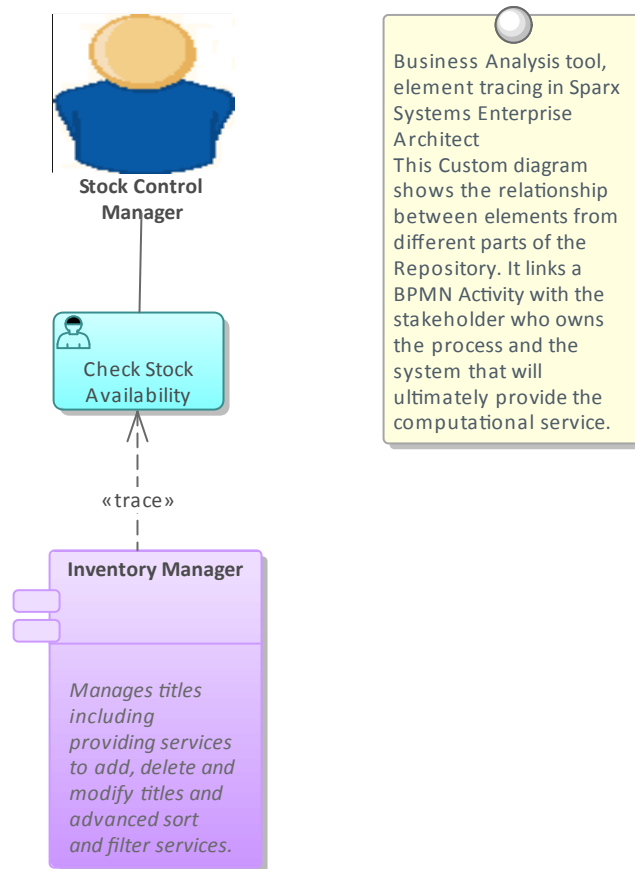 Stock Control
Manager
Check Stock
Availability
«trace»
Inventory Manager
Manages titles
including
providing services
to add, delete and
modify titles and
advanced sort
and filter services.
Business Analysis tool,
element tracing in Sparx
Systems Enterprise
Architect
This Custom diagram
shows the relationship
between elements from
different parts of the
Repository. It links a
BPMN Activity with the
stakeholder who owns
the process and the
system that will
ultimately provide the
computational service.